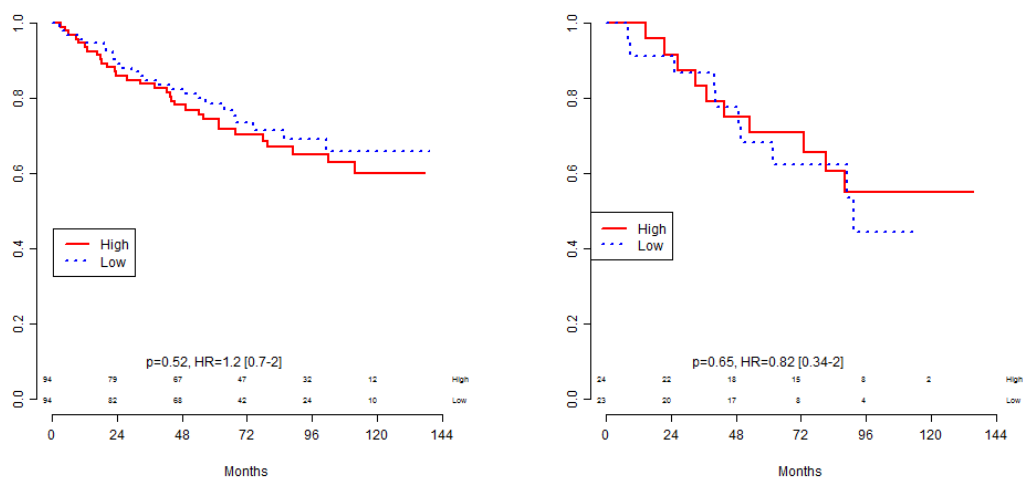 1.0
0.8
0.6
0.4
0.2
0.0
High
Low
p=0.52, HR=1.2 [0.7-2]
94 79 67 47 32 12 High
94 82 68 42 24 10 Low
0 24 48 72 96 120 144
Months
1.0
0.8
0.6
0.4
0.2
0.0
High
Low
p=0.65, HR=0.82 [0.34-2]
24 22 18 15 8 2 High
23 20 17 8 4 Low
0 24 48 72 96 120 144
Months